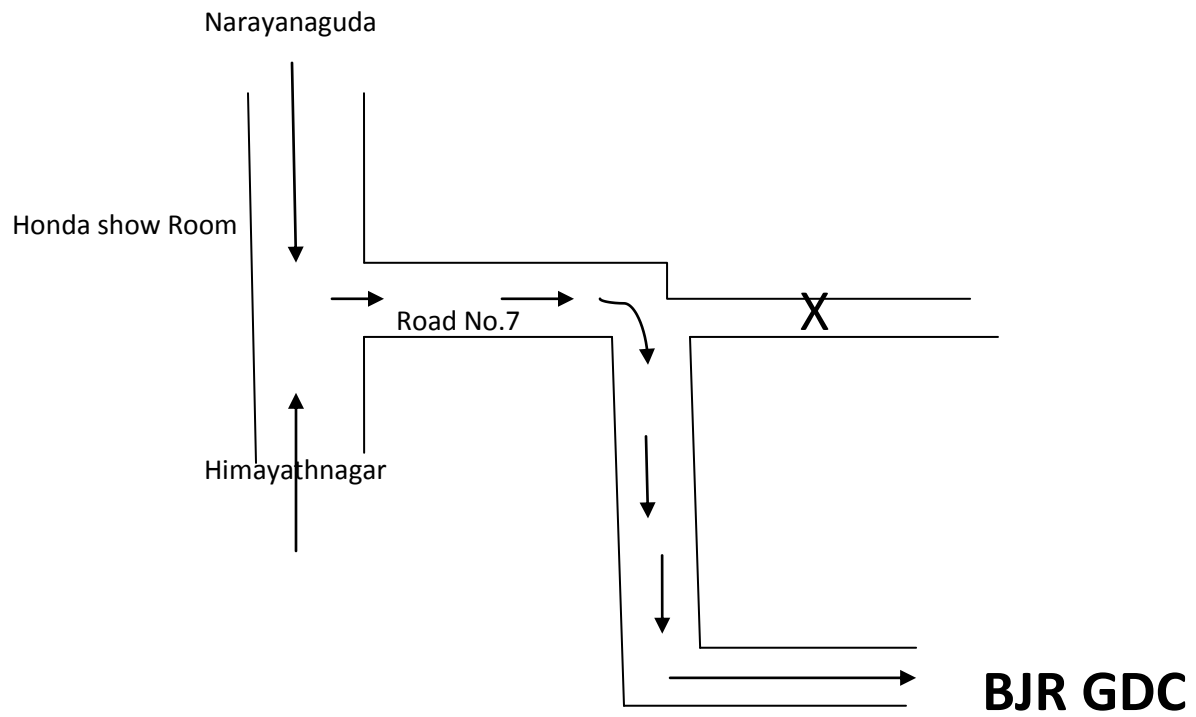 Narayanaguda
Honda show Room
X
Road No.7
Himayathnagar
BJR GDC